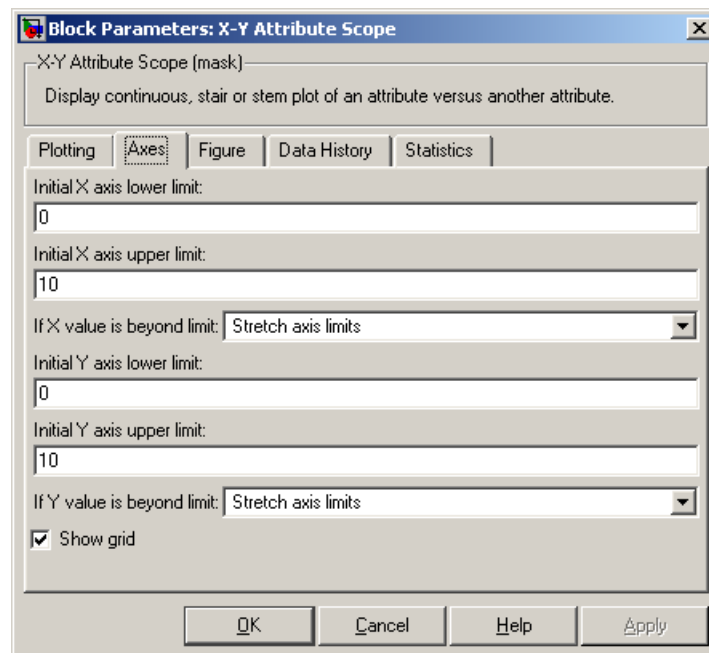 Block Parameters: X-Y Attribute Scope
X-Y Attribute Scope (mask)
Display continuous, stair or stem plot of an attribute versus another attribute.
Plotting Axes Figure Data History Statistics
Initial X axis lower limit:
0
Initial X axis upper limit:
10
If X value is beyond limit: Stretch axis limits
Initial Y axis lower limit:
0
Initial Y axis upper limit:
10
If Y value is beyond limit: Stretch axis limits
Show grid
OK Cancel Help Apply